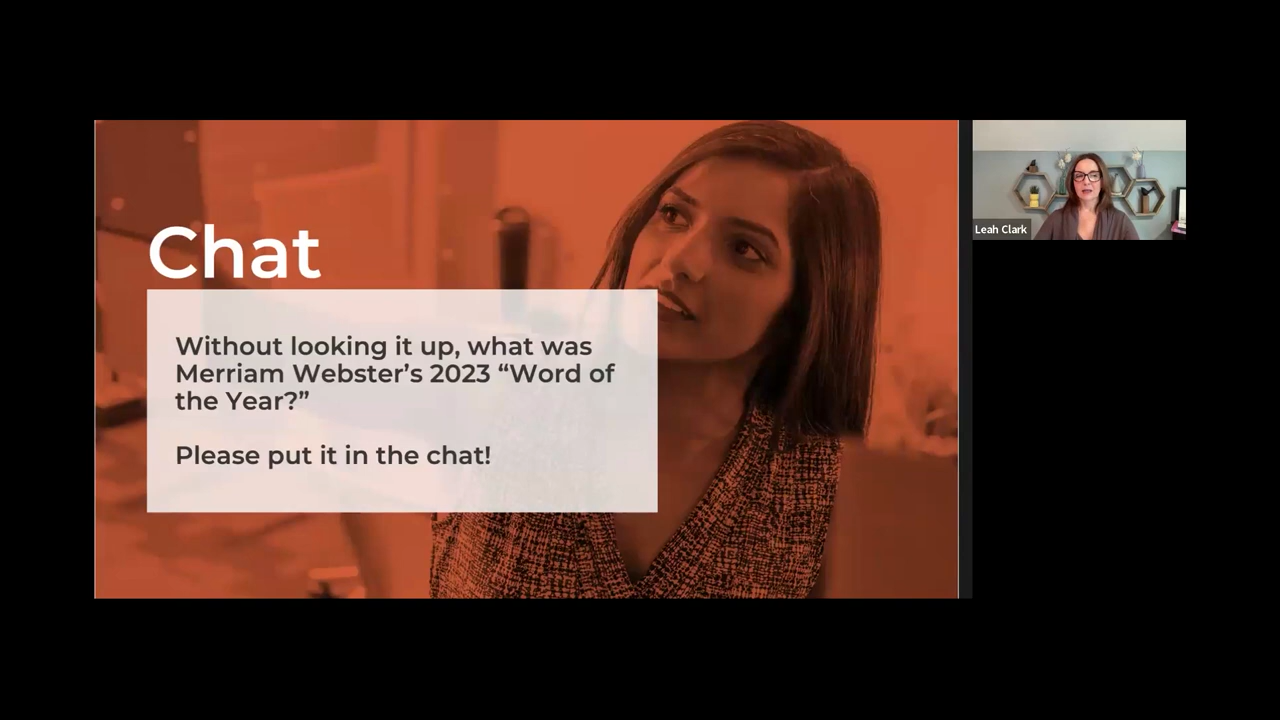 Chat
Without looking it up, what was
Merriam Webster’s 2023 “Word of
the Year?”
Please put it in the chat!
Leah Clark